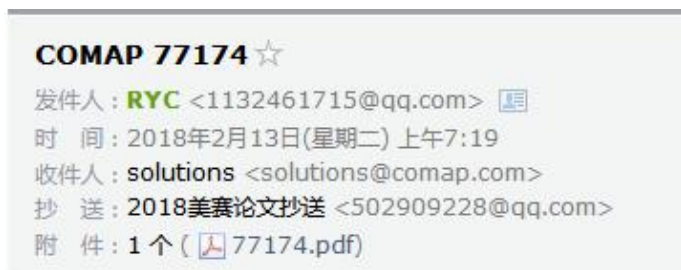 COMAP 77174
发件人：RYC <1132461715@qq.com>
时 间：2018年2月13日(星期二) 上午7:19
收件人：solutions <solutions@comap.com>
抄 送：2018美赛论文抄送 <502909228@qq.com>
附 件：1 个 ( 77174.pdf)